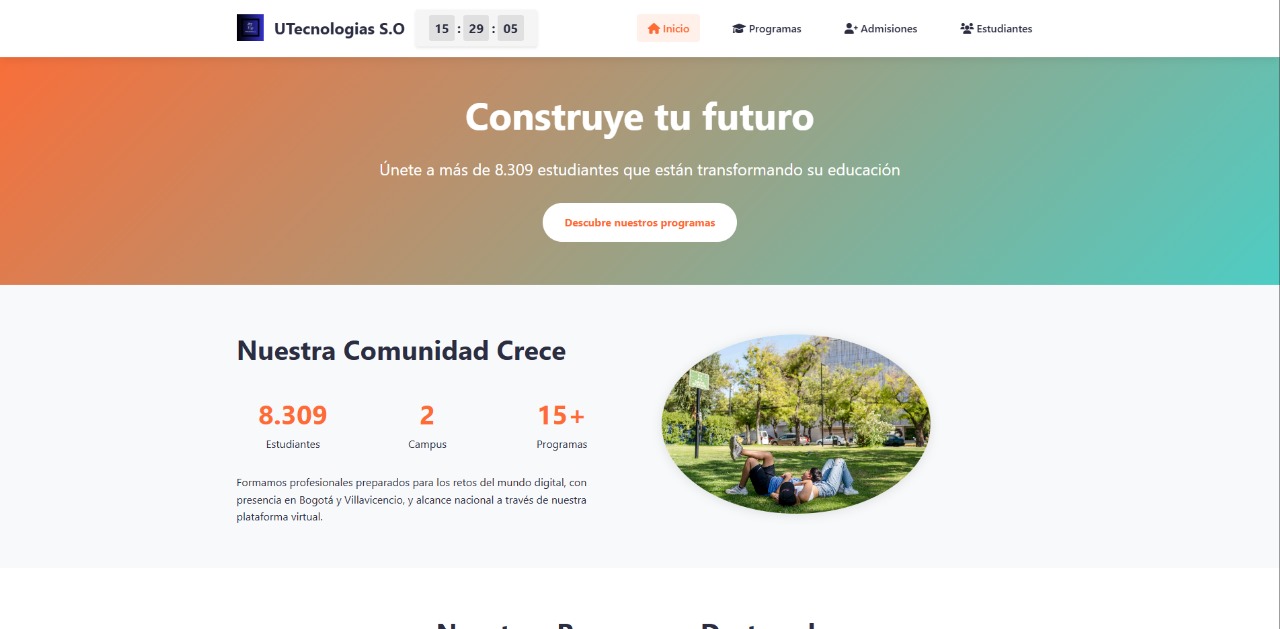 UTecnologias S.O
15 : 29 : 05
Inicio
Programas
Admisiones
Estudiantes
Construye tu futuro
Únete a más de 8.309 estudiantes que están transformando su educación
Descubre nuestros programas
Nuestra Comunidad Crece
8.309
2
15+
Estudiantes
Campus
Programas
Formamos profesionales preparados para los retos del mundo digital, con
presencia en Bogotá y Villavicencio, y alcance nacional a través de nuestra
plataforma virtual.